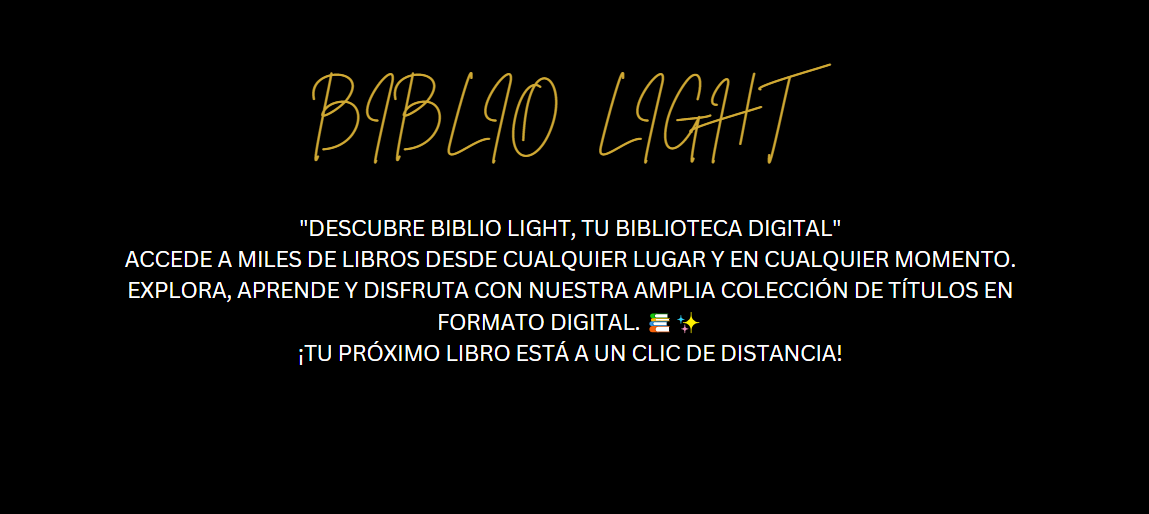 BIBLIO LIGHT
"DESCUBRE BIBLIO LIGHT, TU BIBLIOTECA DIGITAL"
ACCEDE A MILES DE LIBROS DESDE CUALQUIER LUGAR Y EN CUALQUIER MOMENTO.
EXPLORA, APRENDE Y DISFRUTA CON NUESTRA AMPLIA COLECCIÓN DE TÍTULOS EN
FORMATO DIGITAL. 📚✨
¡TU PRÓXIMO LIBRO ESTÁ A UN CLIC DE DISTANCIA!